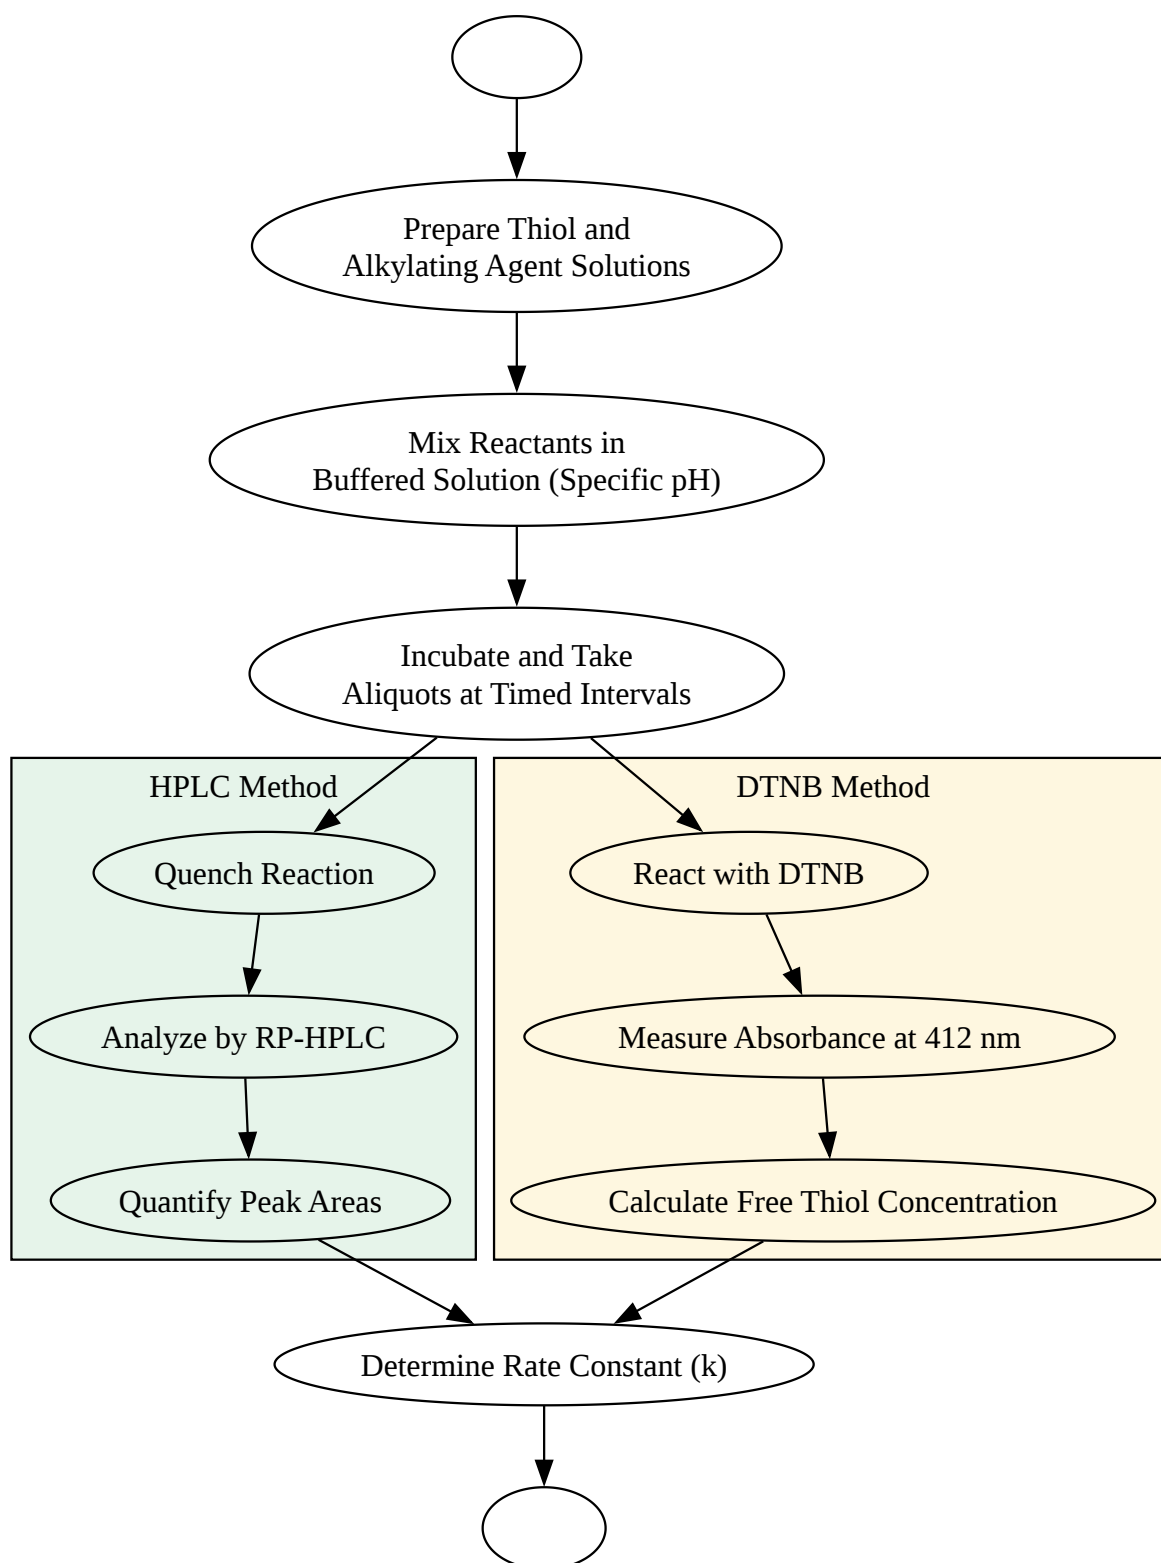 Prepare Thiol and
Alkylating Agent Solutions
Mix Reactants in
Buffered Solution (Specific pH)
Incubate and Take
Aliquots at Timed Intervals
HPLC Method
Quench Reaction
Analyze by RP-HPLC
Quantify Peak Areas
DTNB Method
React with DTNB
Measure Absorbance at 412 nm
Calculate Free Thiol Concentration
Determine Rate Constant (k)